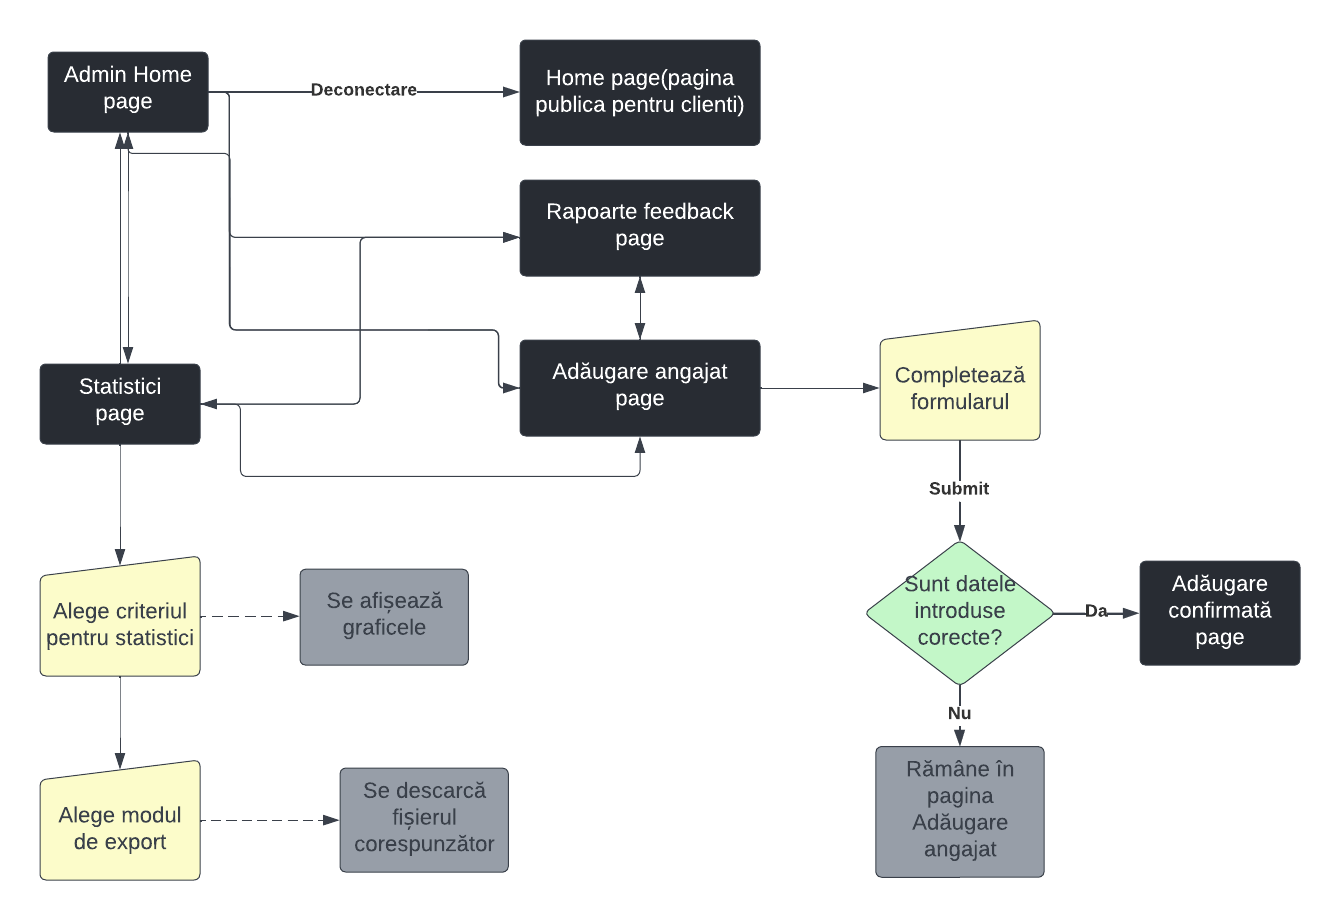 Admin Home
page
Deconectare
Home page(pagina
publica pentru clienti)
Rapoarte feedback
page
Statistici
page
Adăugare angajat
page
Completează
formularul
Submit
Alege criteriul
pentru statistici
Se afișează
graficele
Sunt datele
introduse
corecte?
Da
Adăugare
confirmată
page
Nu
Alege modul
de export
Se descarcă
fișierul
corespunzător
Rămâne în
pagina
Adăugare
angajat